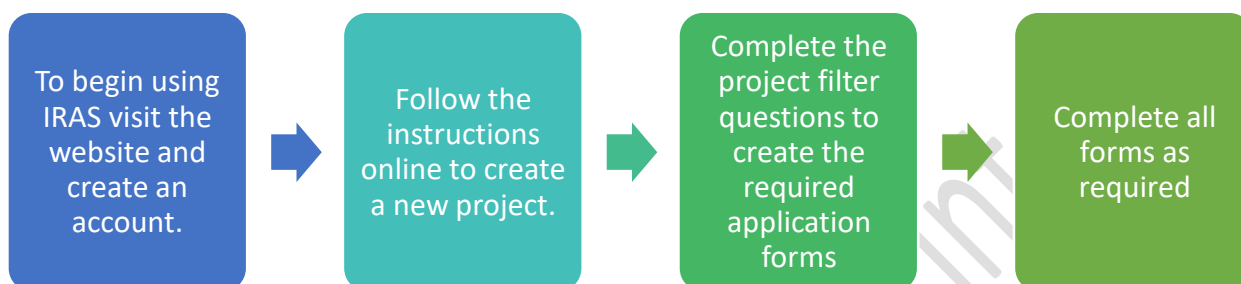 To begin using
IRAS visit the
website and
create an
account.
Follow the
instructions
online to create
a new project.
Complete the
project filter
questions to
create the
required
application
forms
Complete all
forms as
required